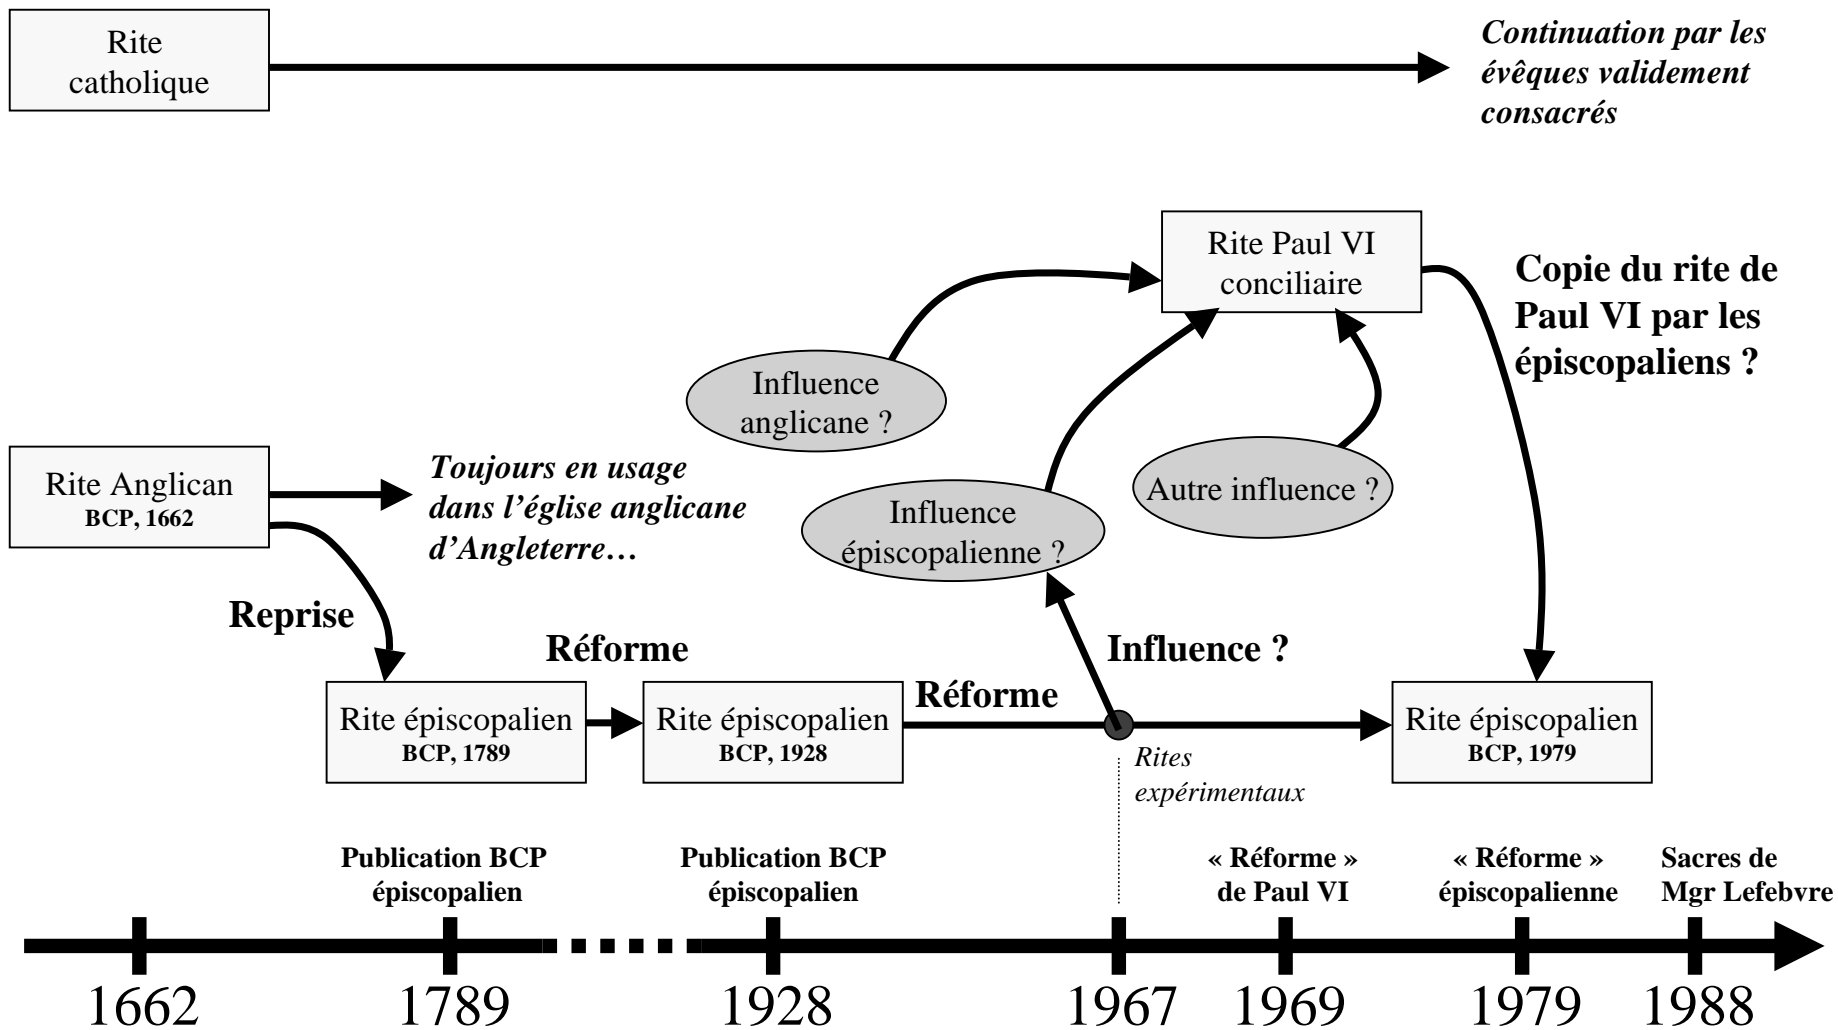 Rite
catholique
Continuation par les
évêques validement
consacrés
Rite Paul VI
conciliaire
Copie du rite de
Paul VI par les
épiscopaliens ?
Influence
anglicane ?
Rite Anglican
BCP, 1662
Toujours en usage
dans l’église anglicane
d’Angleterre…
Autre influence ?
Influence
épiscopalienne ?
Reprise
Réforme
Influence ?
Réforme
Rite épiscopalien
BCP, 1789
Rite épiscopalien
BCP, 1928
Rite épiscopalien
BCP, 1979
Rites
expérimentaux
Publication BCP
épiscopalien
Publication BCP
épiscopalien
« Réforme »
de Paul VI
« Réforme »
épiscopalienne
Sacres de
Mgr Lefebvre
1662
1789
1928
1967
1969
1979
1988